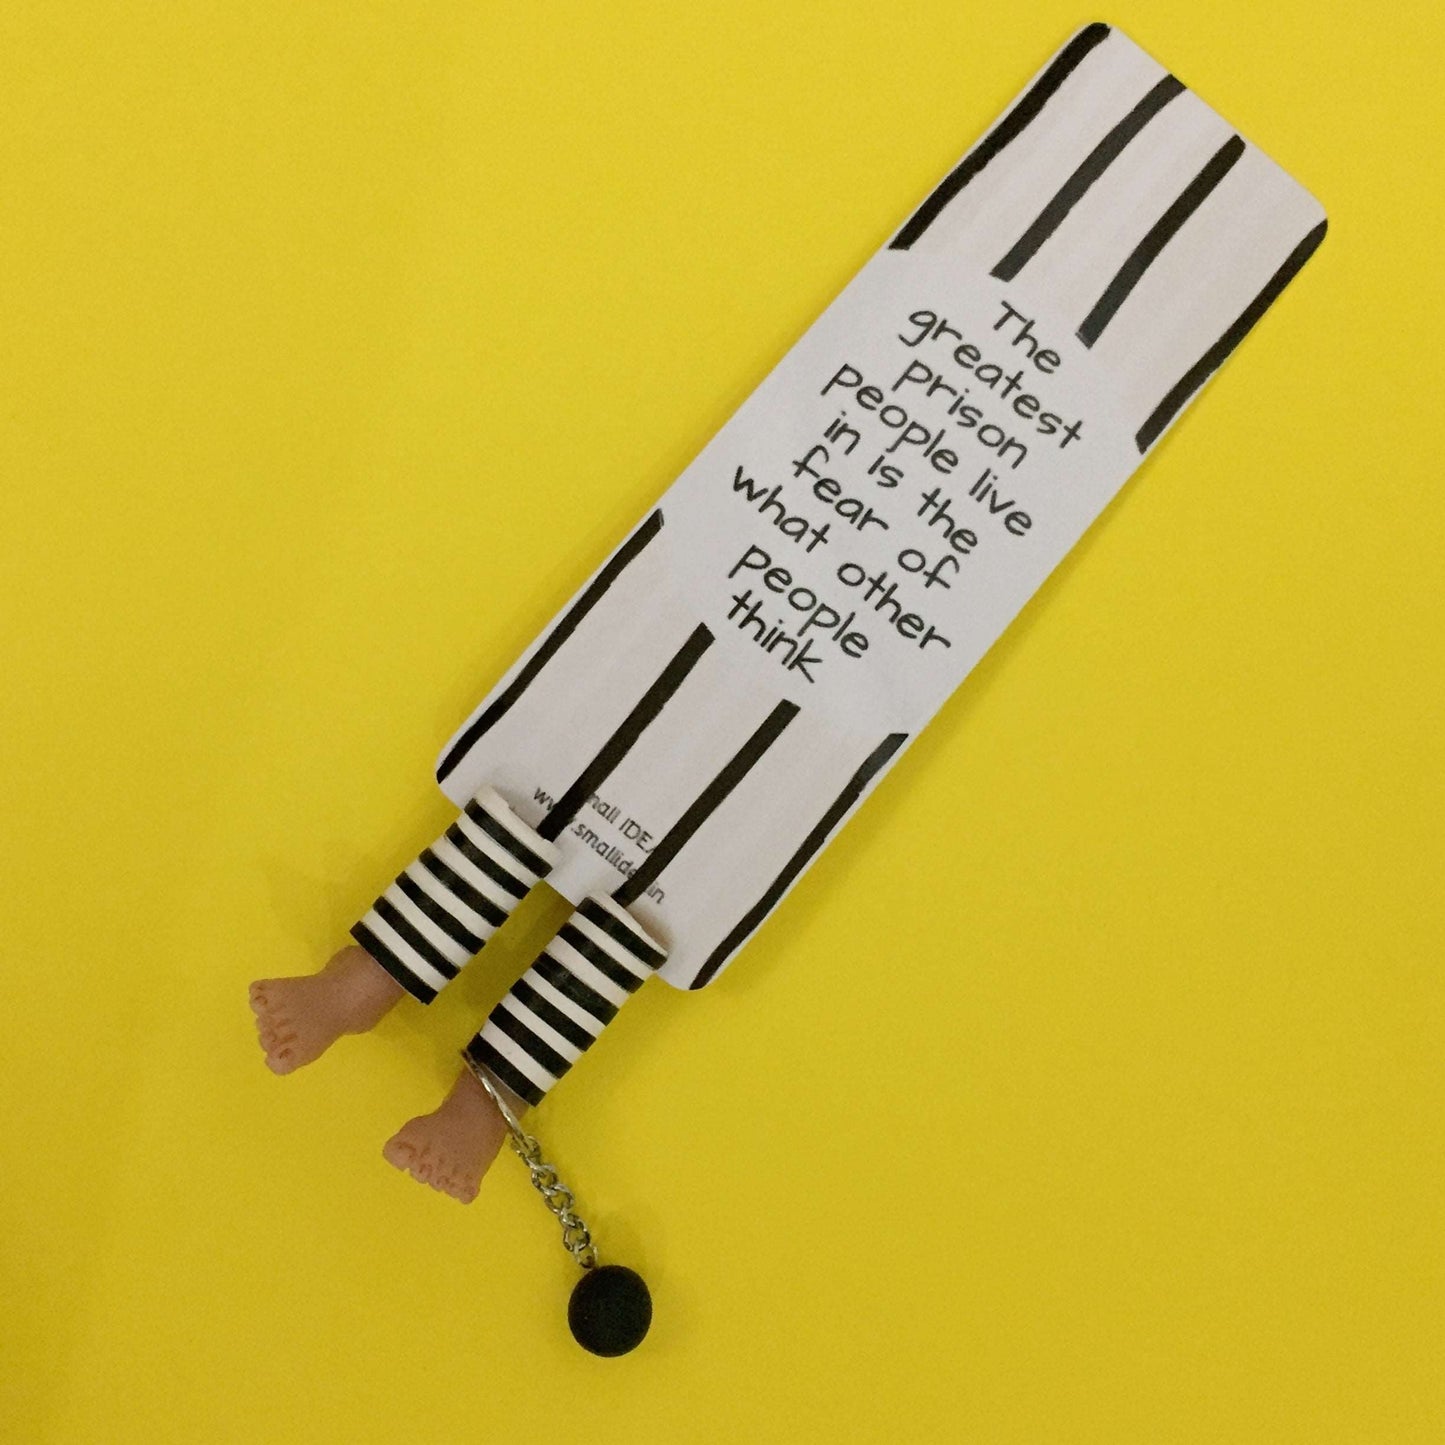 The
greatest
prison
people live
in is the
fear of
what other
people
think